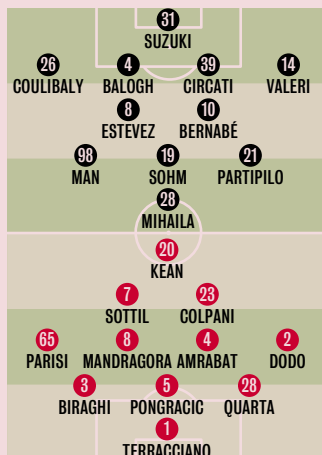 31
SUZUKI
26 4 39 14
COULIBALY BALOGH CIRCATI VALERI
8 10
ESTEVEZ BERNABÉ
98 19 21
MAN SOHM PARTIPILO
28
MIHAILA
20
KEAN
7 23
SOTTIL COLPANI
65 8 4 2
PARISI MANDRAGORA AMRABAT DODO
3 5 28
BIRAGHI PONGRACIC QUARTA
1
TERRACCIANO